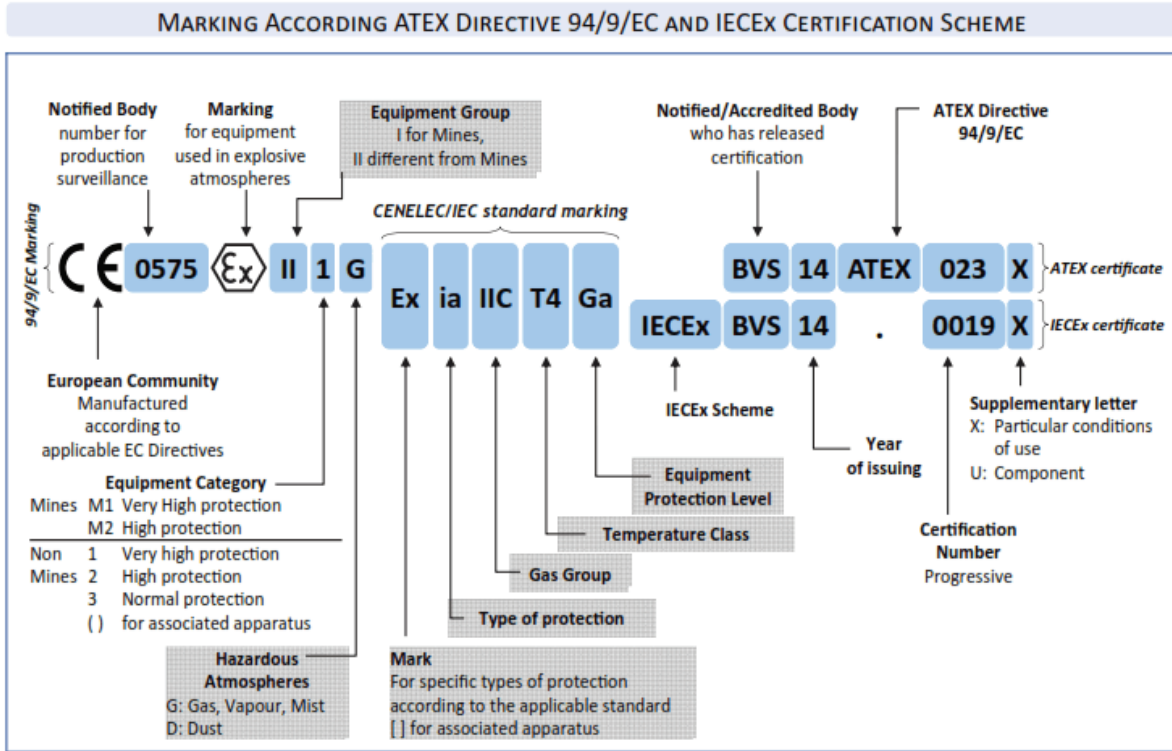 MARKING ACCORDING ATEX DIRECTIVE 94/9/EC AND IECEX CERTIFICATION SCHEME
Notified Body
number for
production
surveillance
Marking
for equipment
used in explosive
atmospheres
Equipment Group
I for Mines,
II different from Mines
Notified/Accredited Body
who has released
certification
ATEX Directive
94/9/EC
CENELEC/IEC standard marking
94/9/EC Marking
CE 0575 Ex II 1 G
Ex ia IIC T4 Ga
BVS 14 ATEX 023 X
ATEX certificate
IECEx BVS 14 . 0019 X
IECEx certificate
European Community
Manufactured
according to
applicable EC Directives
IECEx Scheme
Year
of issuing
Supplementary letter
X: Particular conditions
of use
U: Component
Equipment Category
Mines M1 Very High protection
M2 High protection
Non 1 Very high protection
Mines 2 High protection
3 Normal protection
( ) for associated apparatus
Equipment
Protection Level
Temperature Class
Gas Group
Type of protection
Certification
Number
Progressive
Hazardous
Atmospheres
G: Gas, Vapour, Mist
D: Dust
Mark
For specific types of protection
according to the applicable standard
[ ] for associated apparatus